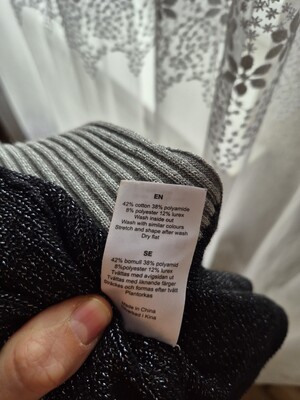 EN
42% cotton 38% polyamide
8% polyester 12% lurex
Wash inside out
Wash with similar colours
Stretch and shape after wash
Dry flat
SE
42% bomull 38% polyamid
8%polyester 12% lurex
Tvättas med avigsidan ut
Tvättas med liknande färger
Sträckas och formas efter tvätt
Plantorkas
Made in China
i Kina